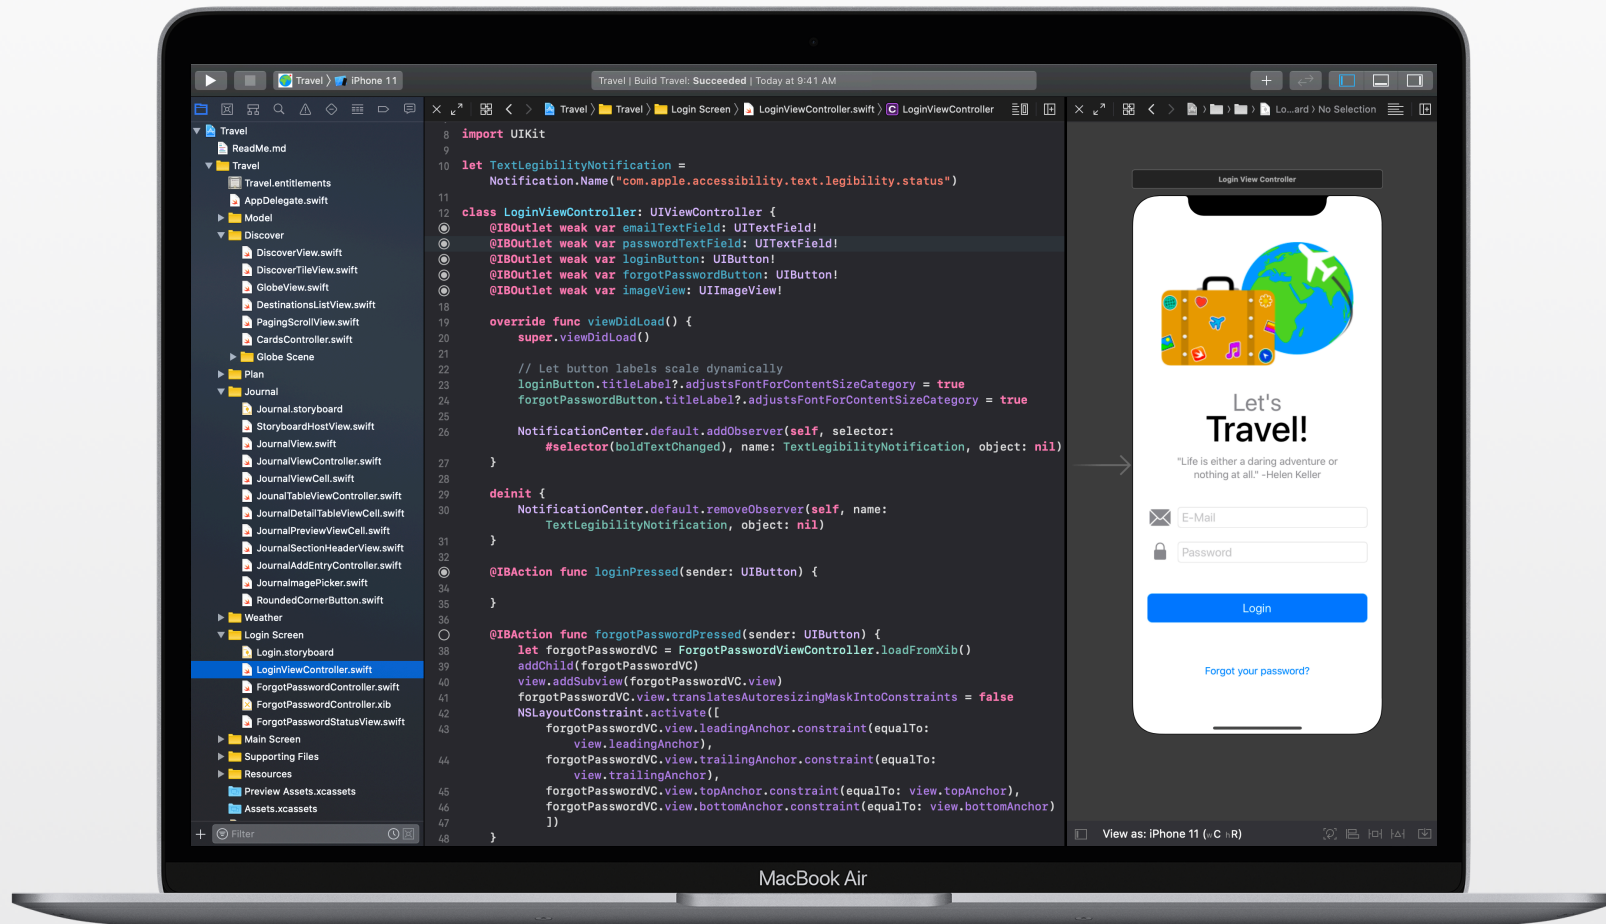 Travel 〉 iPhone 11
Travel | Build Travel: Succeeded | Today at 9:41 AM
Travel 〉 Travel 〉 Login Screen 〉 LoginViewController.swift 〉 C LoginViewController
Lo...ard 〉 No Selection
Travel
ReadMe.md
Travel
Travel.entitlements
AppDelegate.swift
Model
Discover
DiscoverView.swift
DiscoverTileView.swift
GlobeView.swift
DestinationsListView.swift
PagingScrollView.swift
CardsController.swift
Globe Scene
Plan
Journal
Journal.storyboard
StoryboardHostView.swift
JournalView.swift
JournalViewController.swift
JournalViewCell.swift
JounalTableViewController.swift
JournalDetailTableViewCell.swift
JournalPreviewViewCell.swift
JournalSectionHeaderView.swift
JournalAddEntryController.swift
JournalmagePicker.swift
RoundedCornerButton.swift
Weather
Login Screen
Login.storyboard
LoginViewController.swift
ForgotPasswordController.swift
ForgotPasswordController.xib
ForgotPasswordStatusView.swift
Main Screen
Supporting Files
Resources
Preview Assets.xcassets
Assets.xcassets
Filter
8 import UIKit
9
10 let TextLegibilityNotification =
Notification.Name("com.apple.accessibility.text.legibility.status")
11
12 class LoginViewController: UIViewController {
@IBOutlet weak var emailTextField: UITextField!
@IBOutlet weak var passwordTextField: UITextField!
@IBOutlet weak var loginButton: UIButton!
@IBOutlet weak var forgotPasswordButton: UIButton!
@IBOutlet weak var imageView: UIImageView!
18
19 override func viewDidLoad() {
20 super.viewDidLoad()
21
22 // Let button labels scale dynamically
23 loginButton.titleLabel?.adjustsFontForContentSizeCategory = true
24 forgotPasswordButton.titleLabel?.adjustsFontForContentSizeCategory = true
25
26 NotificationCenter.default.addObserver(self, selector:
#selector(boldTextChanged), name: TextLegibilityNotification, object: nil)
27 }
28
29 deinit {
30 NotificationCenter.default.removeObserver(self, name:
TextLegibilityNotification, object: nil)
31 }
32
@IBAction func loginPressed(sender: UIButton) {
34
35 }
36
@IBAction func forgotPasswordPressed(sender: UIButton) {
38 let forgotPasswordVC = ForgotPasswordViewController.loadFromXib()
39 addChild(forgotPasswordVC)
40 view.addSubview(forgotPasswordVC.view)
41 forgotPasswordVC.view.translatesAutoresizingMaskIntoConstraints = false
42 NSLayoutConstraint.activate([
43 forgotPasswordVC.view.leadingAnchor.constraint(equalTo:
view.leadingAnchor),
44 forgotPasswordVC.view.trailingAnchor.constraint(equalTo:
view.trailingAnchor),
45 forgotPasswordVC.view.topAnchor.constraint(equalTo: view.topAnchor),
46 forgotPasswordVC.view.bottomAnchor.constraint(equalTo: view.bottomAnchor)
47 ])
48 }
Login View Controller
Let's
Travel!
"Life is either a daring adventure or
nothing at all." -Helen Keller
E-Mail
Password
Login
Forgot your password?
View as: iPhone 11 (wC hR)
MacBook Air